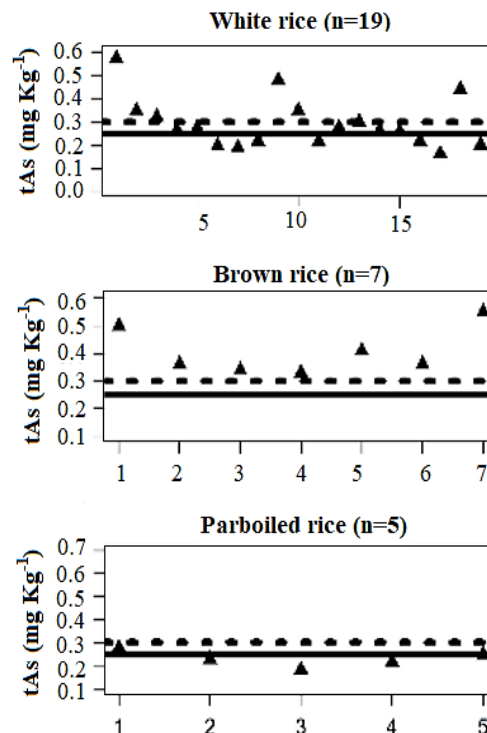 White rice (n=19)
tAs (mg Kg⁻¹)
0.6
0.5
0.4
0.3
0.2
0.1
0.0
5
10
15
Brown rice (n=7)
tAs (mg Kg⁻¹)
0.6
0.5
0.4
0.3
0.2
0.1
1 2 3 4 5 6 7
Parboiled rice (n=5)
tAs (mg Kg⁻¹)
0.7
0.6
0.5
0.4
0.3
0.2
0.1
1 2 3 4 5